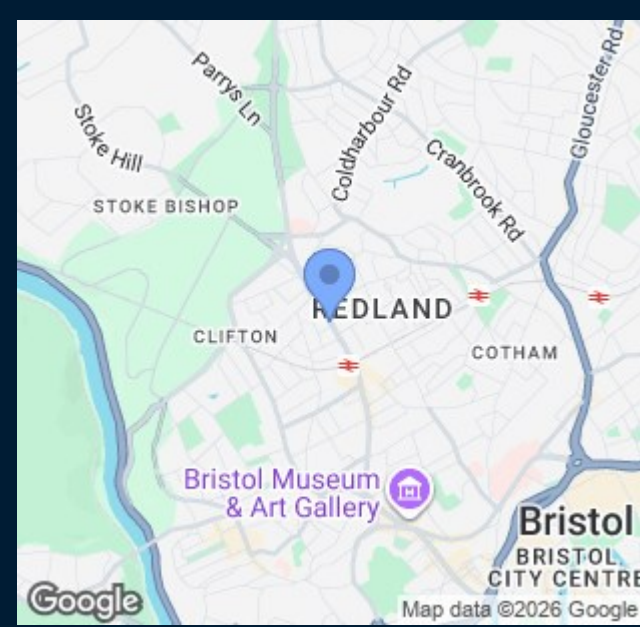 Parrys Ln
Gloucester Rd
Coldharbour Rd
Stoke Hill
Cranbrook Rd
STOKE BISHOP
REDLAND
CLIFTON
COTHAM
Bristol Museum
& Art Gallery
Bristol
BRISTOL
CITY CENTRE
Google
Map data ©2026 Google